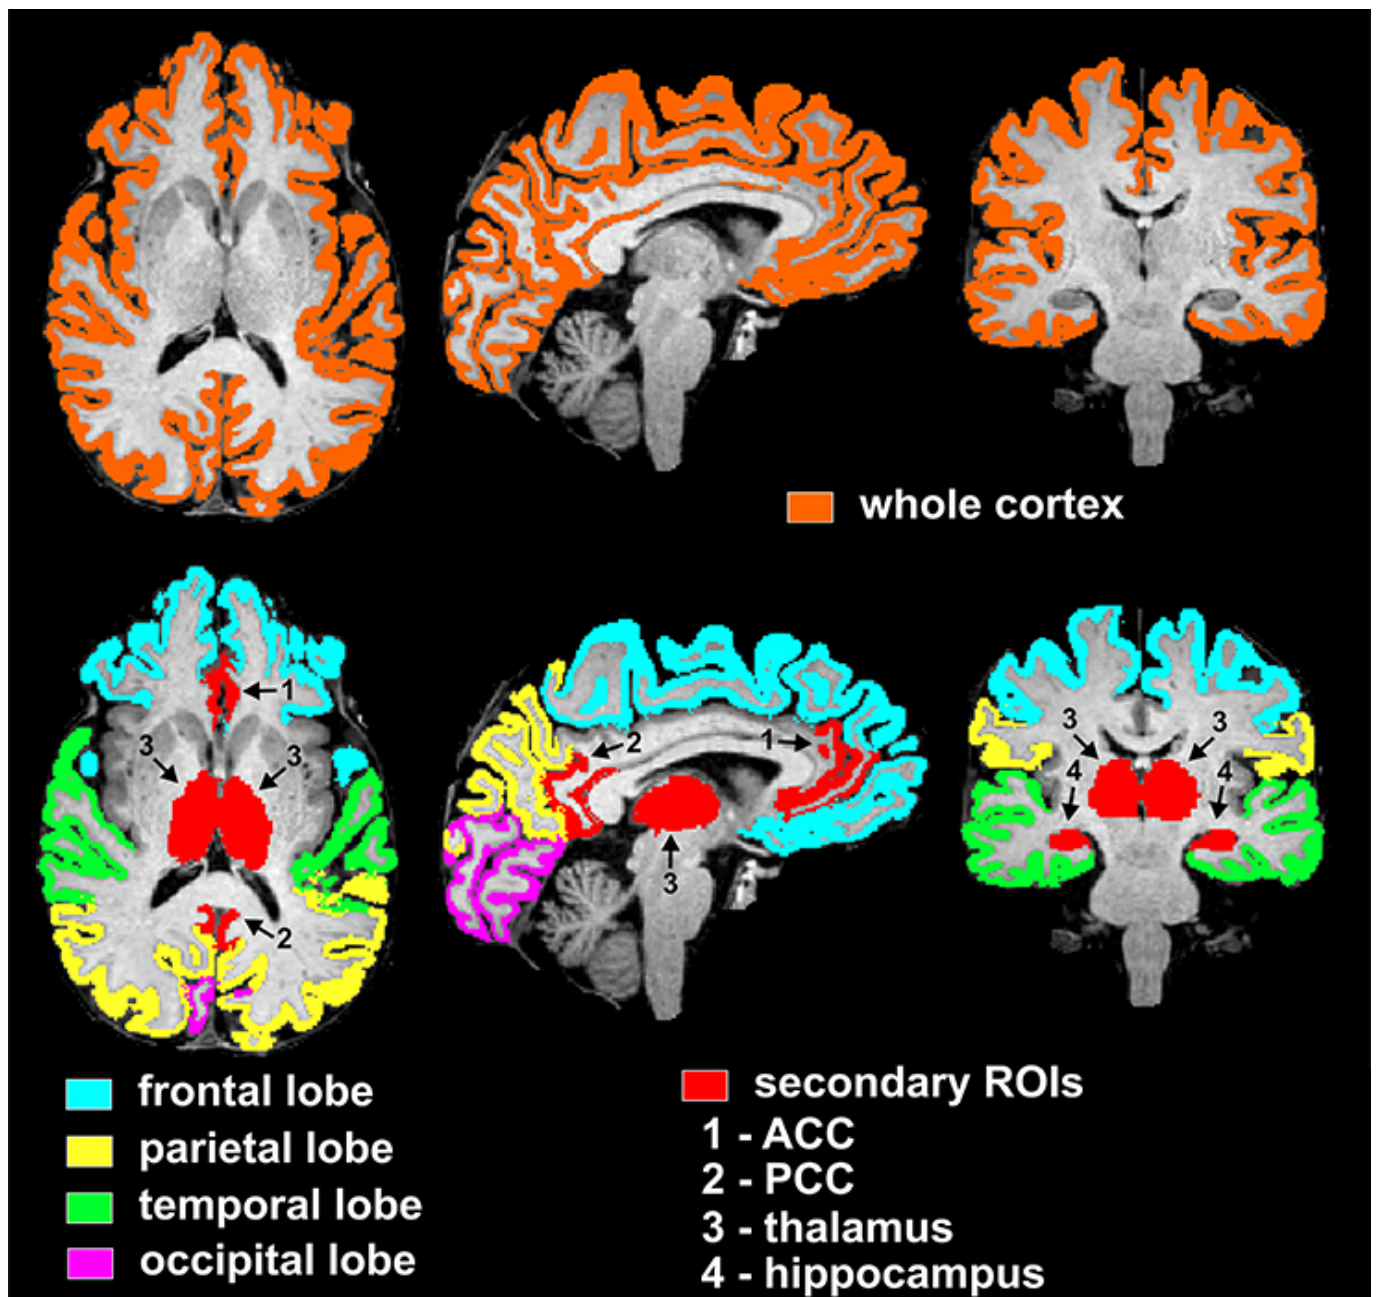 whole cortex
1
3
3
2
2
1
3
3
3
4
4
frontal lobe
parietal lobe
temporal lobe
occipital lobe
secondary ROIs
1 - ACC
2 - PCC
3 - thalamus
4 - hippocampus